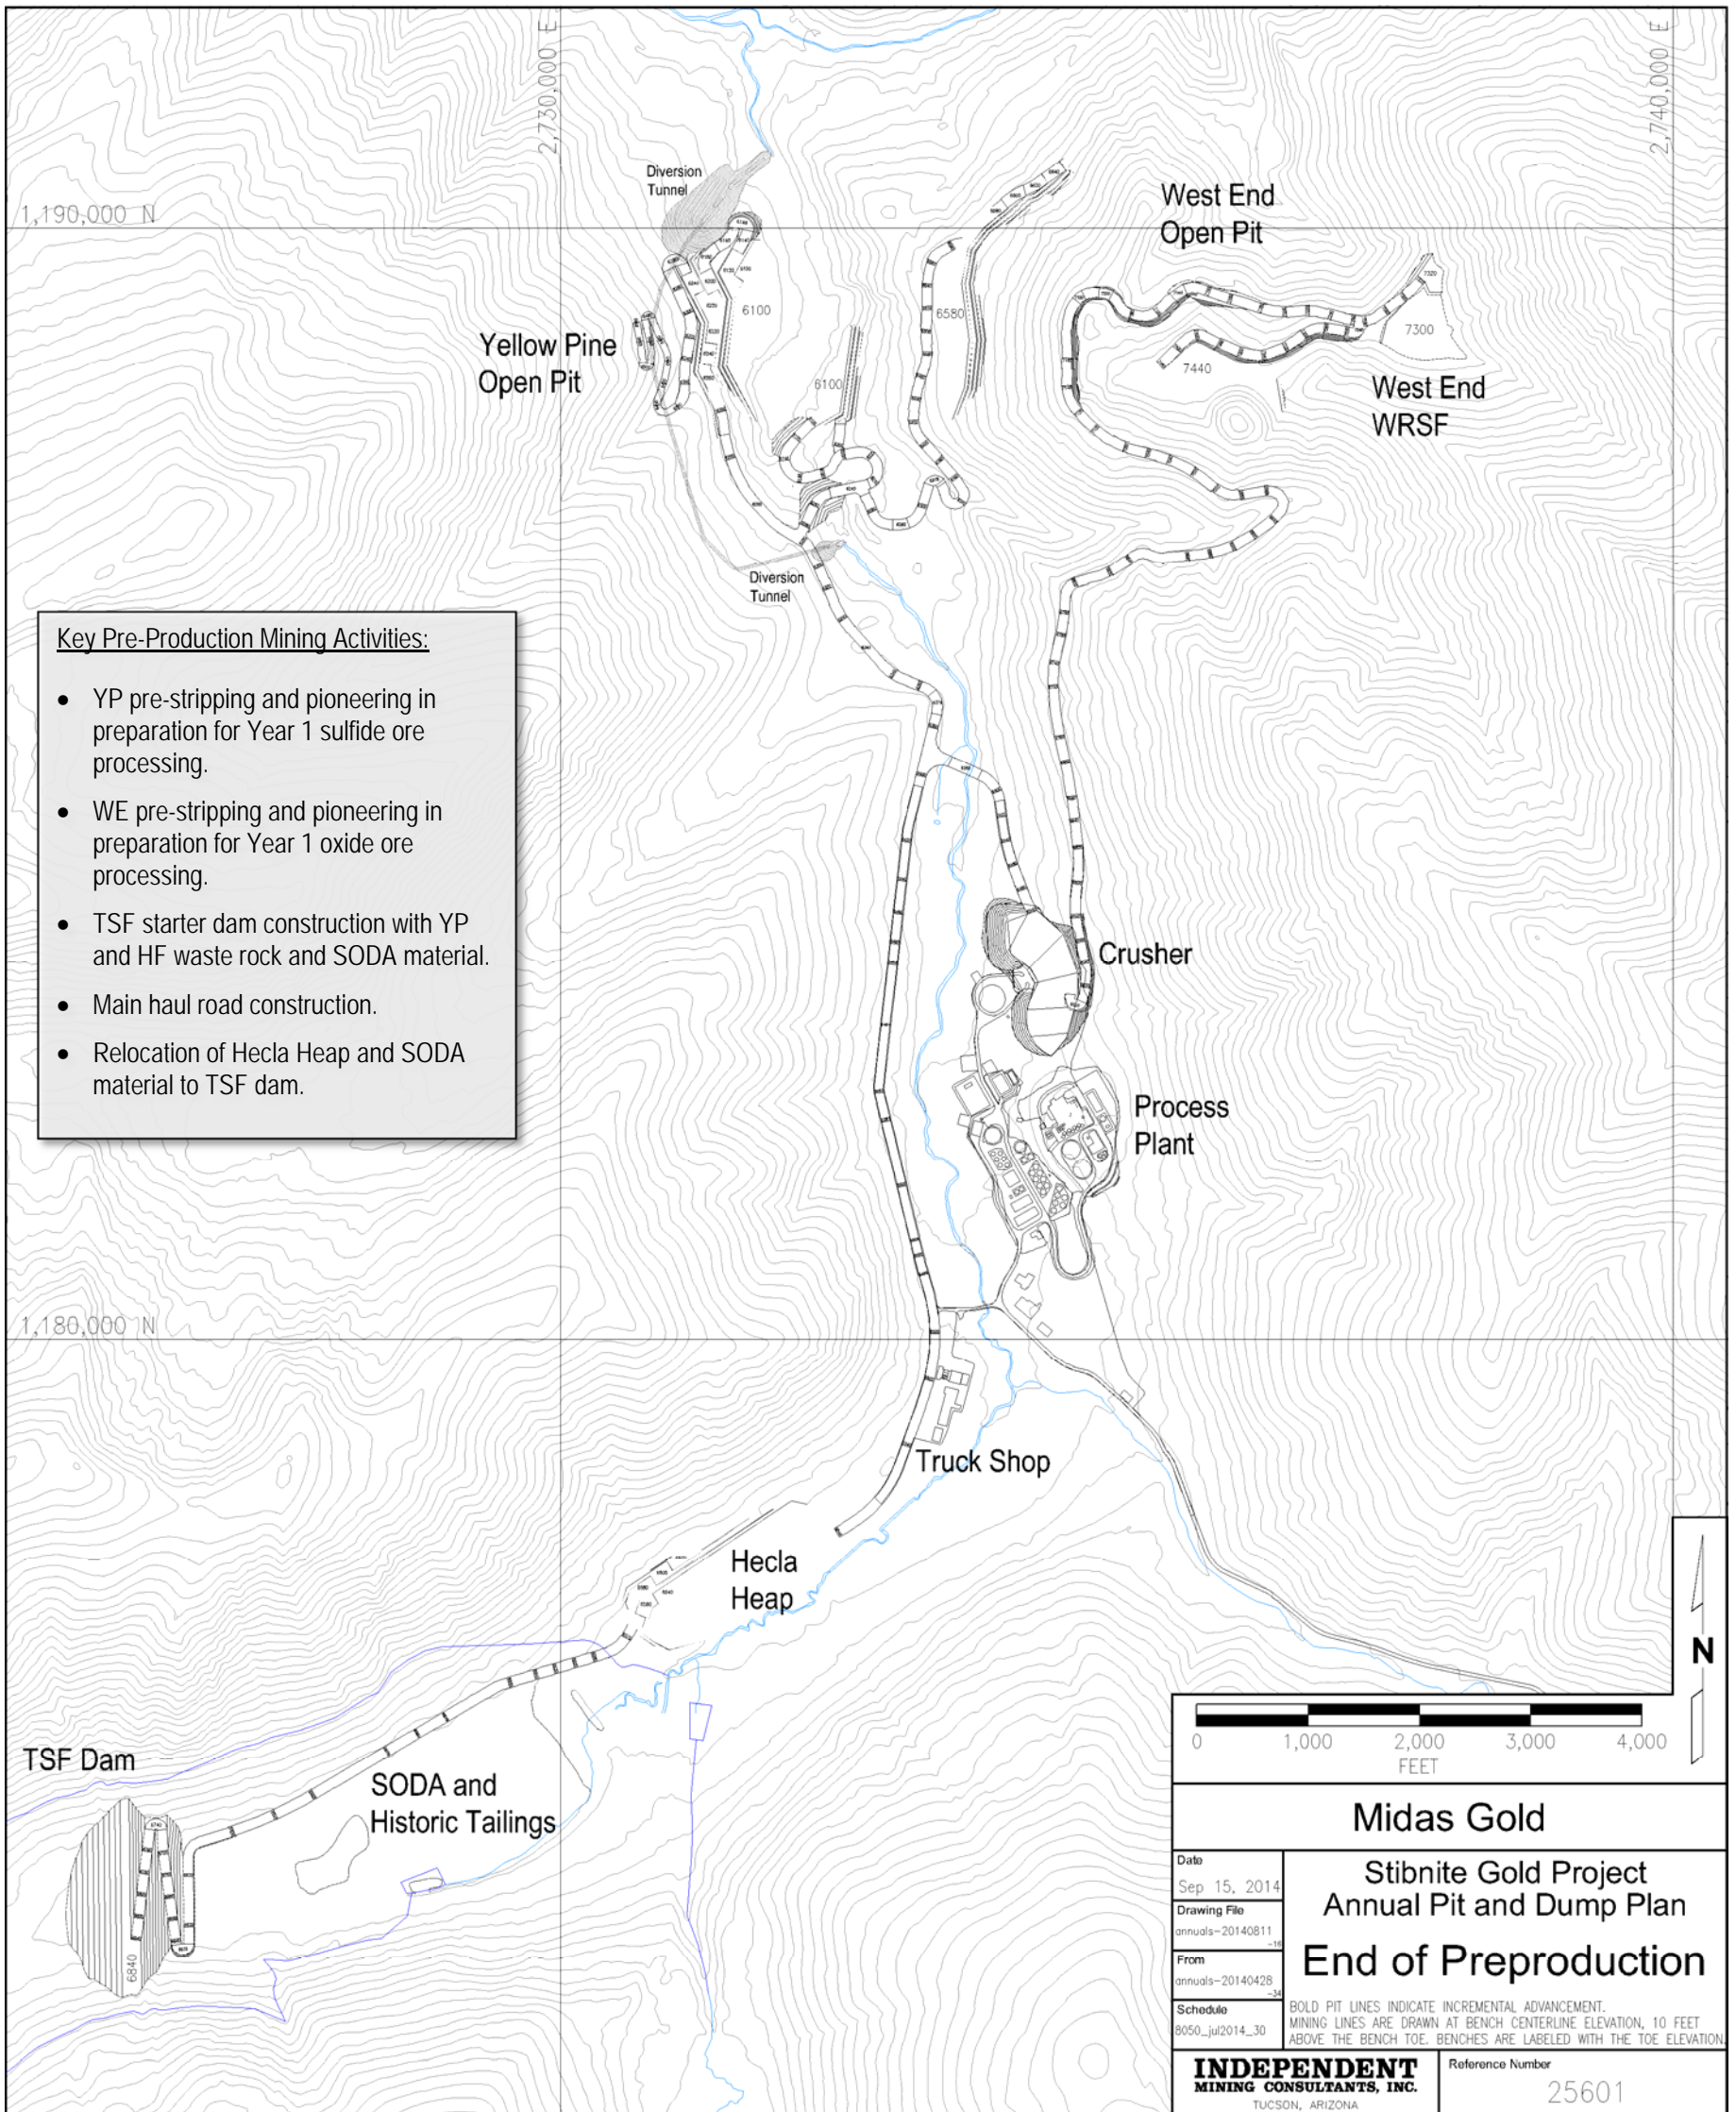 2,730,000 E
2,740,000 E
1,190,000 N
Diversion
Tunnel
West End
Open Pit
6100
6580
7320
7300
Yellow Pine
Open Pit
6100
7440
West End
WRSF
Diversion
Tunnel
Key Pre-Production Mining Activities:
• YP pre-stripping and pioneering in
preparation for Year 1 sulfide ore
processing.
• WE pre-stripping and pioneering in
preparation for Year 1 oxide ore
processing.
• TSF starter dam construction with YP
and HF waste rock and SODA material.
• Main haul road construction.
• Relocation of Hecla Heap and SODA
material to TSF dam.
Crusher
Process
Plant
1,180,000 N
Truck Shop
Hecla
Heap
TSF Dam
SODA and
Historic Tailings
6840
N
0 1,000 2,000 3,000 4,000
FEET
Midas Gold
Date
Sep 15, 2014
Drawing File
annuals-20140811
-16
From
annuals-20140428
-34
Schedule
8050_jul2014_30
Stibnite Gold Project
Annual Pit and Dump Plan
End of Preproduction
BOLD PIT LINES INDICATE INCREMENTAL ADVANCEMENT.
MINING LINES ARE DRAWN AT BENCH CENTERLINE ELEVATION, 10 FEET
ABOVE THE BENCH TOE. BENCHES ARE LABELED WITH THE TOE ELEVATION.
INDEPENDENT
MINING CONSULTANTS, INC.
TUCSON, ARIZONA
Reference Number
25601